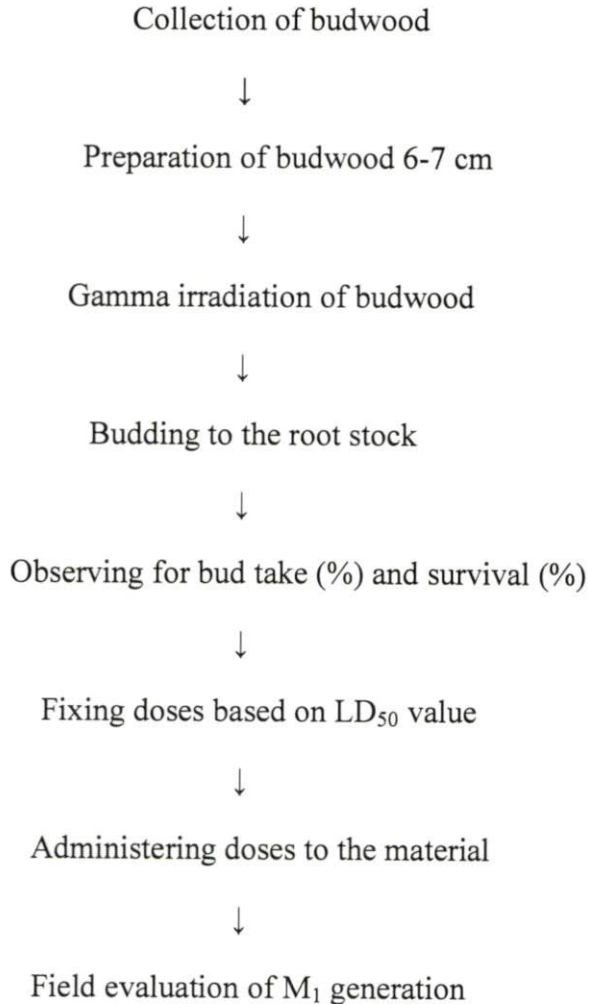 Collection of budwood
↓
Preparation of budwood 6-7 cm
↓
Gamma irradiation of budwood
↓
Budding to the root stock
↓
Observing for bud take (%) and survival (%)
↓
Fixing doses based on LD₅₀ value
↓
Administering doses to the material
↓
Field evaluation of M₁ generation